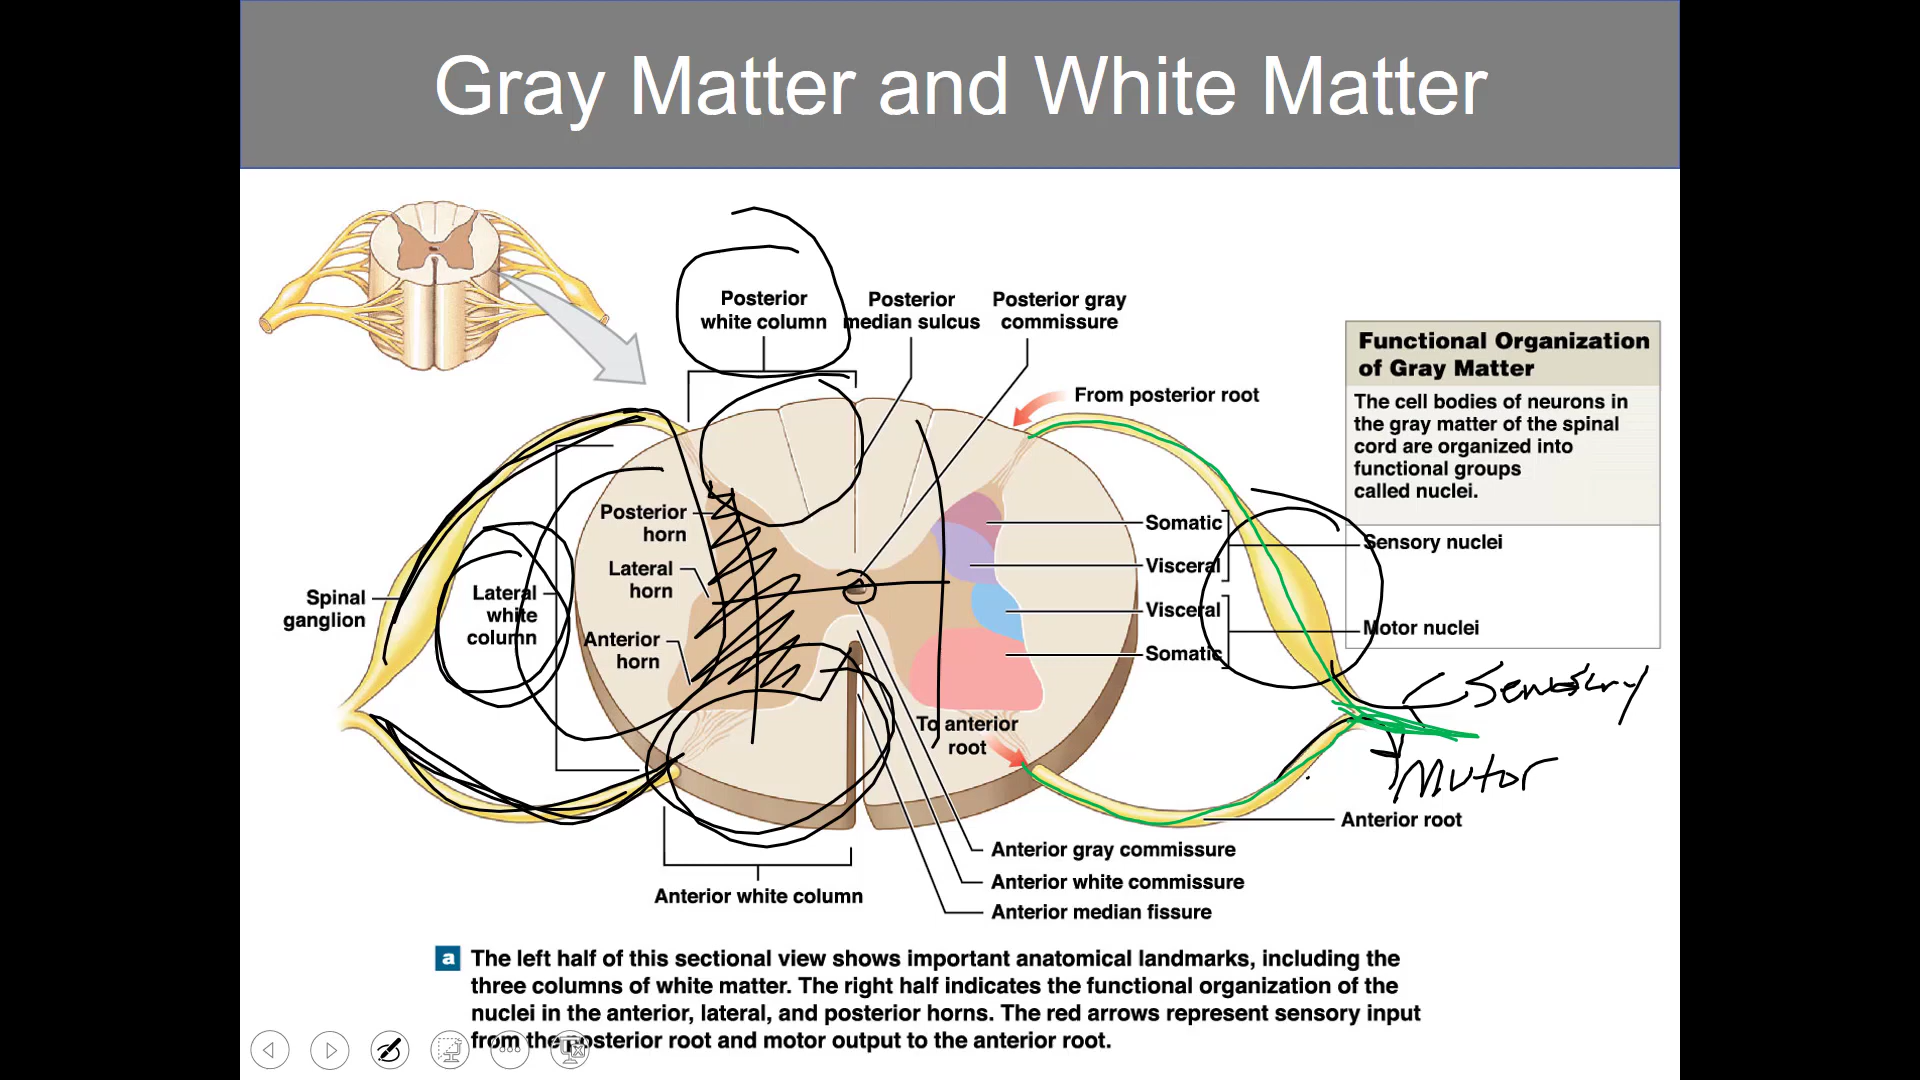 Gray Matter and White Matter
Posterior
white column
Posterior
median sulcus
Posterior gray
commissure
From posterior root
Functional Organization
of Gray Matter
The cell bodies of neurons in
the gray matter of the spinal
cord are organized into
functional groups
called nuclei.
Sensory nuclei
Motor nuclei
Posterior
horn
Lateral
horn
Anterior
horn
Spinal
ganglion
Lateral
white
column
Somatic
Visceral
Visceral
Somatic
To anterior
root
Sensory
Motor
Anterior root
Anterior gray commissure
Anterior white commissure
Anterior median fissure
Anterior white column
a The left half of this sectional view shows important anatomical landmarks, including the
three columns of white matter. The right half indicates the functional organization of the
nuclei in the anterior, lateral, and posterior horns. The red arrows represent sensory input
from the posterior root and motor output to the anterior root.